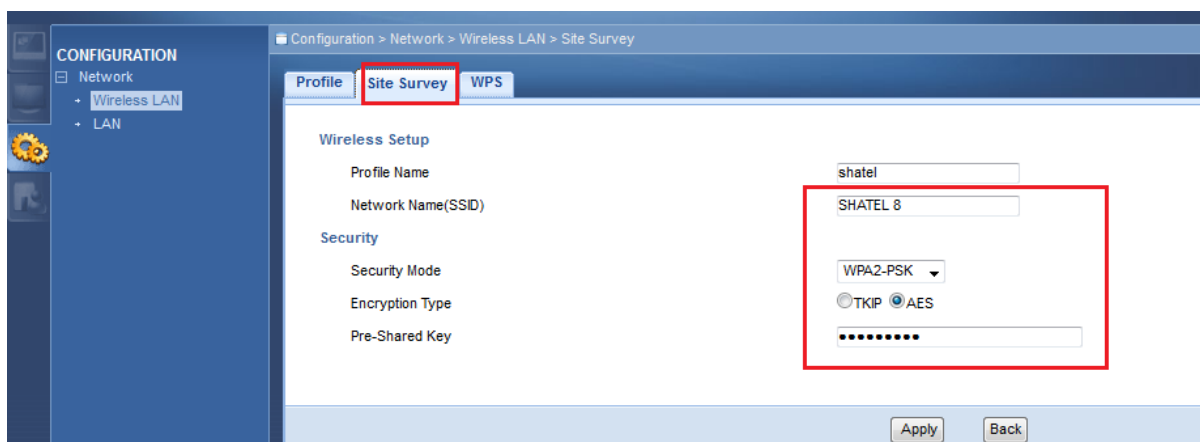 Configuration > Network > Wireless LAN > Site Survey
CONFIGURATION
Network
Wireless LAN
LAN
Profile Site Survey WPS
Wireless Setup
Profile Name shatel
Network Name(SSID) SHATEL 8
Security
Security Mode WPA2-PSK
Encryption Type TKIP AES
Pre-Shared Key •••••••••
Apply Back